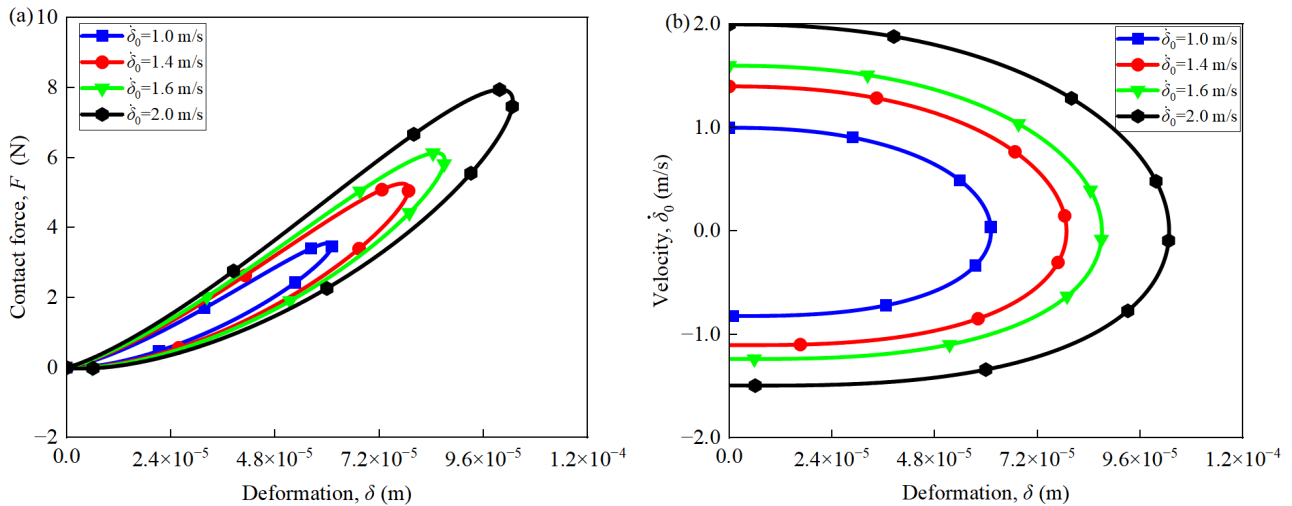 (a)
10
8
6
4
2
0
−2
Contact force, F (N)
δ̇₀=1.0 m/s
δ̇₀=1.4 m/s
δ̇₀=1.6 m/s
δ̇₀=2.0 m/s
0.0
2.4×10⁻⁵
4.8×10⁻⁵
7.2×10⁻⁵
9.6×10⁻⁵
1.2×10⁻⁴
Deformation, δ (m)
(b)
2.0
1.0
0.0
−1.0
−2.0
Velocity, δ̇₀ (m/s)
δ̇₀=1.0 m/s
δ̇₀=1.4 m/s
δ̇₀=1.6 m/s
δ̇₀=2.0 m/s
0.0
2.4×10⁻⁵
4.8×10⁻⁵
7.2×10⁻⁵
9.6×10⁻⁵
1.2×10⁻⁴
Deformation, δ (m)